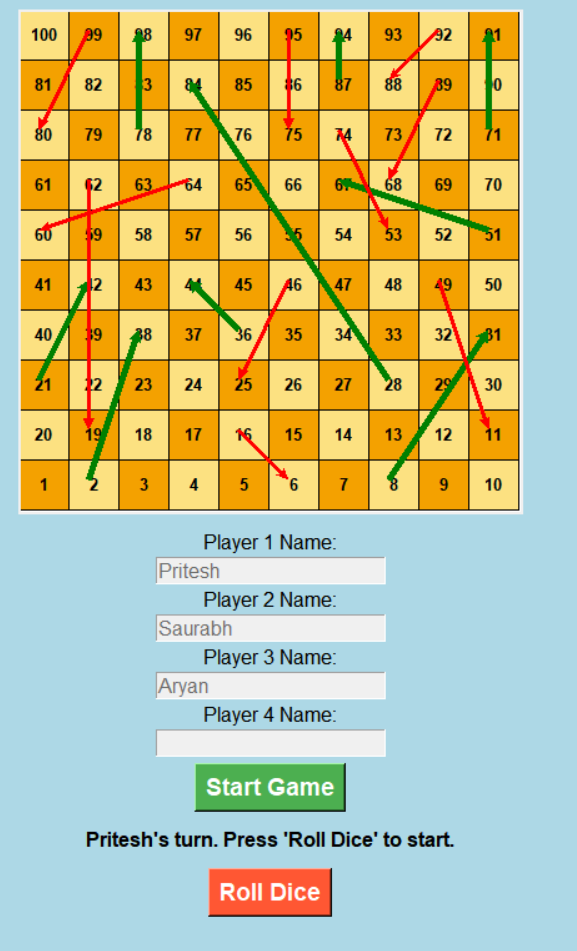 100 99 98 97 96 95 94 93 92 91
81 82 83 84 85 86 87 88 89 90
80 79 78 77 76 75 74 73 72 71
61 62 63 64 65 66 67 68 69 70
60 59 58 57 56 55 54 53 52 51
41 42 43 44 45 46 47 48 49 50
40 39 38 37 36 35 34 33 32 31
21 22 23 24 25 26 27 28 29 30
20 19 18 17 16 15 14 13 12 11
1 2 3 4 5 6 7 8 9 10
Player 1 Name:
Pritesh
Player 2 Name:
Saurabh
Player 3 Name:
Aryan
Player 4 Name:
Start Game
Pritesh's turn. Press 'Roll Dice' to start.
Roll Dice